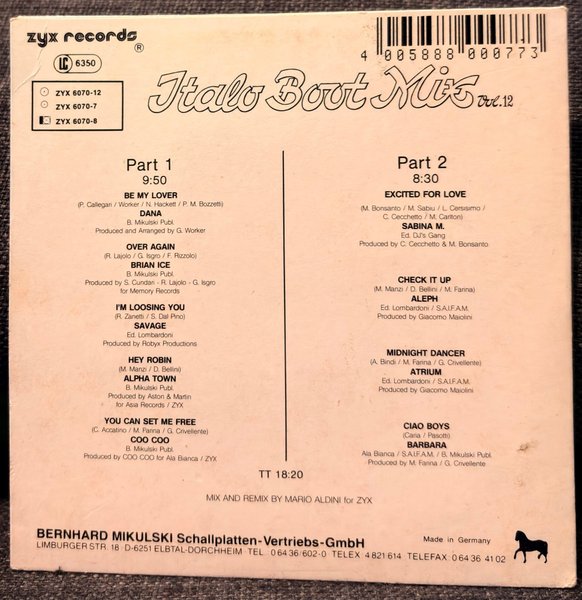 zyx records ®
LC 6350
ZYX 6070-12
ZYX 6070-7
ZYX 6070-8
4 005888 000773
Italo Boot Mix Vol. 12
Part 1
9:50
BE MY LOVER
(P. Callegari / Worker / N. Hackett / P. M. Bozzetti)
DANA
B. Mikulski Publ.
Produced and Arranged by G. Worker
OVER AGAIN
(R. Lajolo / G. Isgro / F. Rizzolo)
BRIAN ICE
B. Mikulski Publ.
Produced by S. Cundari - R. Lajolo - G. Isgro
for Memory Records
I'M LOOSING YOU
(R. Zanetti / S. Dal Pino)
SAVAGE
Ed. Lombardoni
Produced by Robyx Productions
HEY ROBIN
(M. Manzi / D. Bellini)
ALPHA TOWN
B. Mikulski Publ.
Produced by Aston & Martin
for Asia Records / ZYX
YOU CAN SET ME FREE
(C. Accatino / M. Farina / G. Crivellente)
COO COO
B. Mikulski Publ.
Produced by COO COO for Ala Bianca / ZYX
Part 2
8:30
EXCITED FOR LOVE
(M. Bonsanto / M. Sabiu / L. Cersisimo /
C. Cecchetto / M. Carlton)
SABINA M.
Ed. DJ's Gang
Produced by C. Cecchetto & M. Bonsanto
CHECK IT UP
(M. Manzi / D. Bellini / M. Farina)
ALEPH
Ed. Lombardoni / S.A.I.F.A.M.
Produced by Giacomo Maiolini
MIDNIGHT DANCER
(A. Bindi / M. Farina / G. Crivellente)
ATRIUM
Ed. Lombardoni / S.A.I.F.A.M.
Produced by Giacomo Maiolini
CIAO BOYS
(Caria / Pasotti)
BARBARA
Ala Bianca / S.A.I.F.A.M. / B. Mikulski Publ.
Produced by M. Farina / G. Crivellente
TT 18:20
MIX AND REMIX BY MARIO ALDINI for ZYX
BERNHARD MIKULSKI Schallplatten-Vertriebs-GmbH
LIMBURGER STR. 18 · D-6251 ELBTAL-DORCHHEIM TEL. 0 64 36/602-0 TELEX 4 821 614 TELEFAX 0 64 36 41 02
Made in Germany